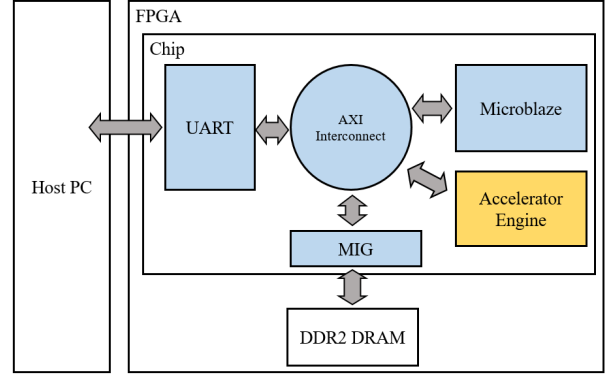 FPGA
Chip
Host PC
UART
AXI
Interconnect
Microblaze
Accelerator
Engine
MIG
DDR2 DRAM